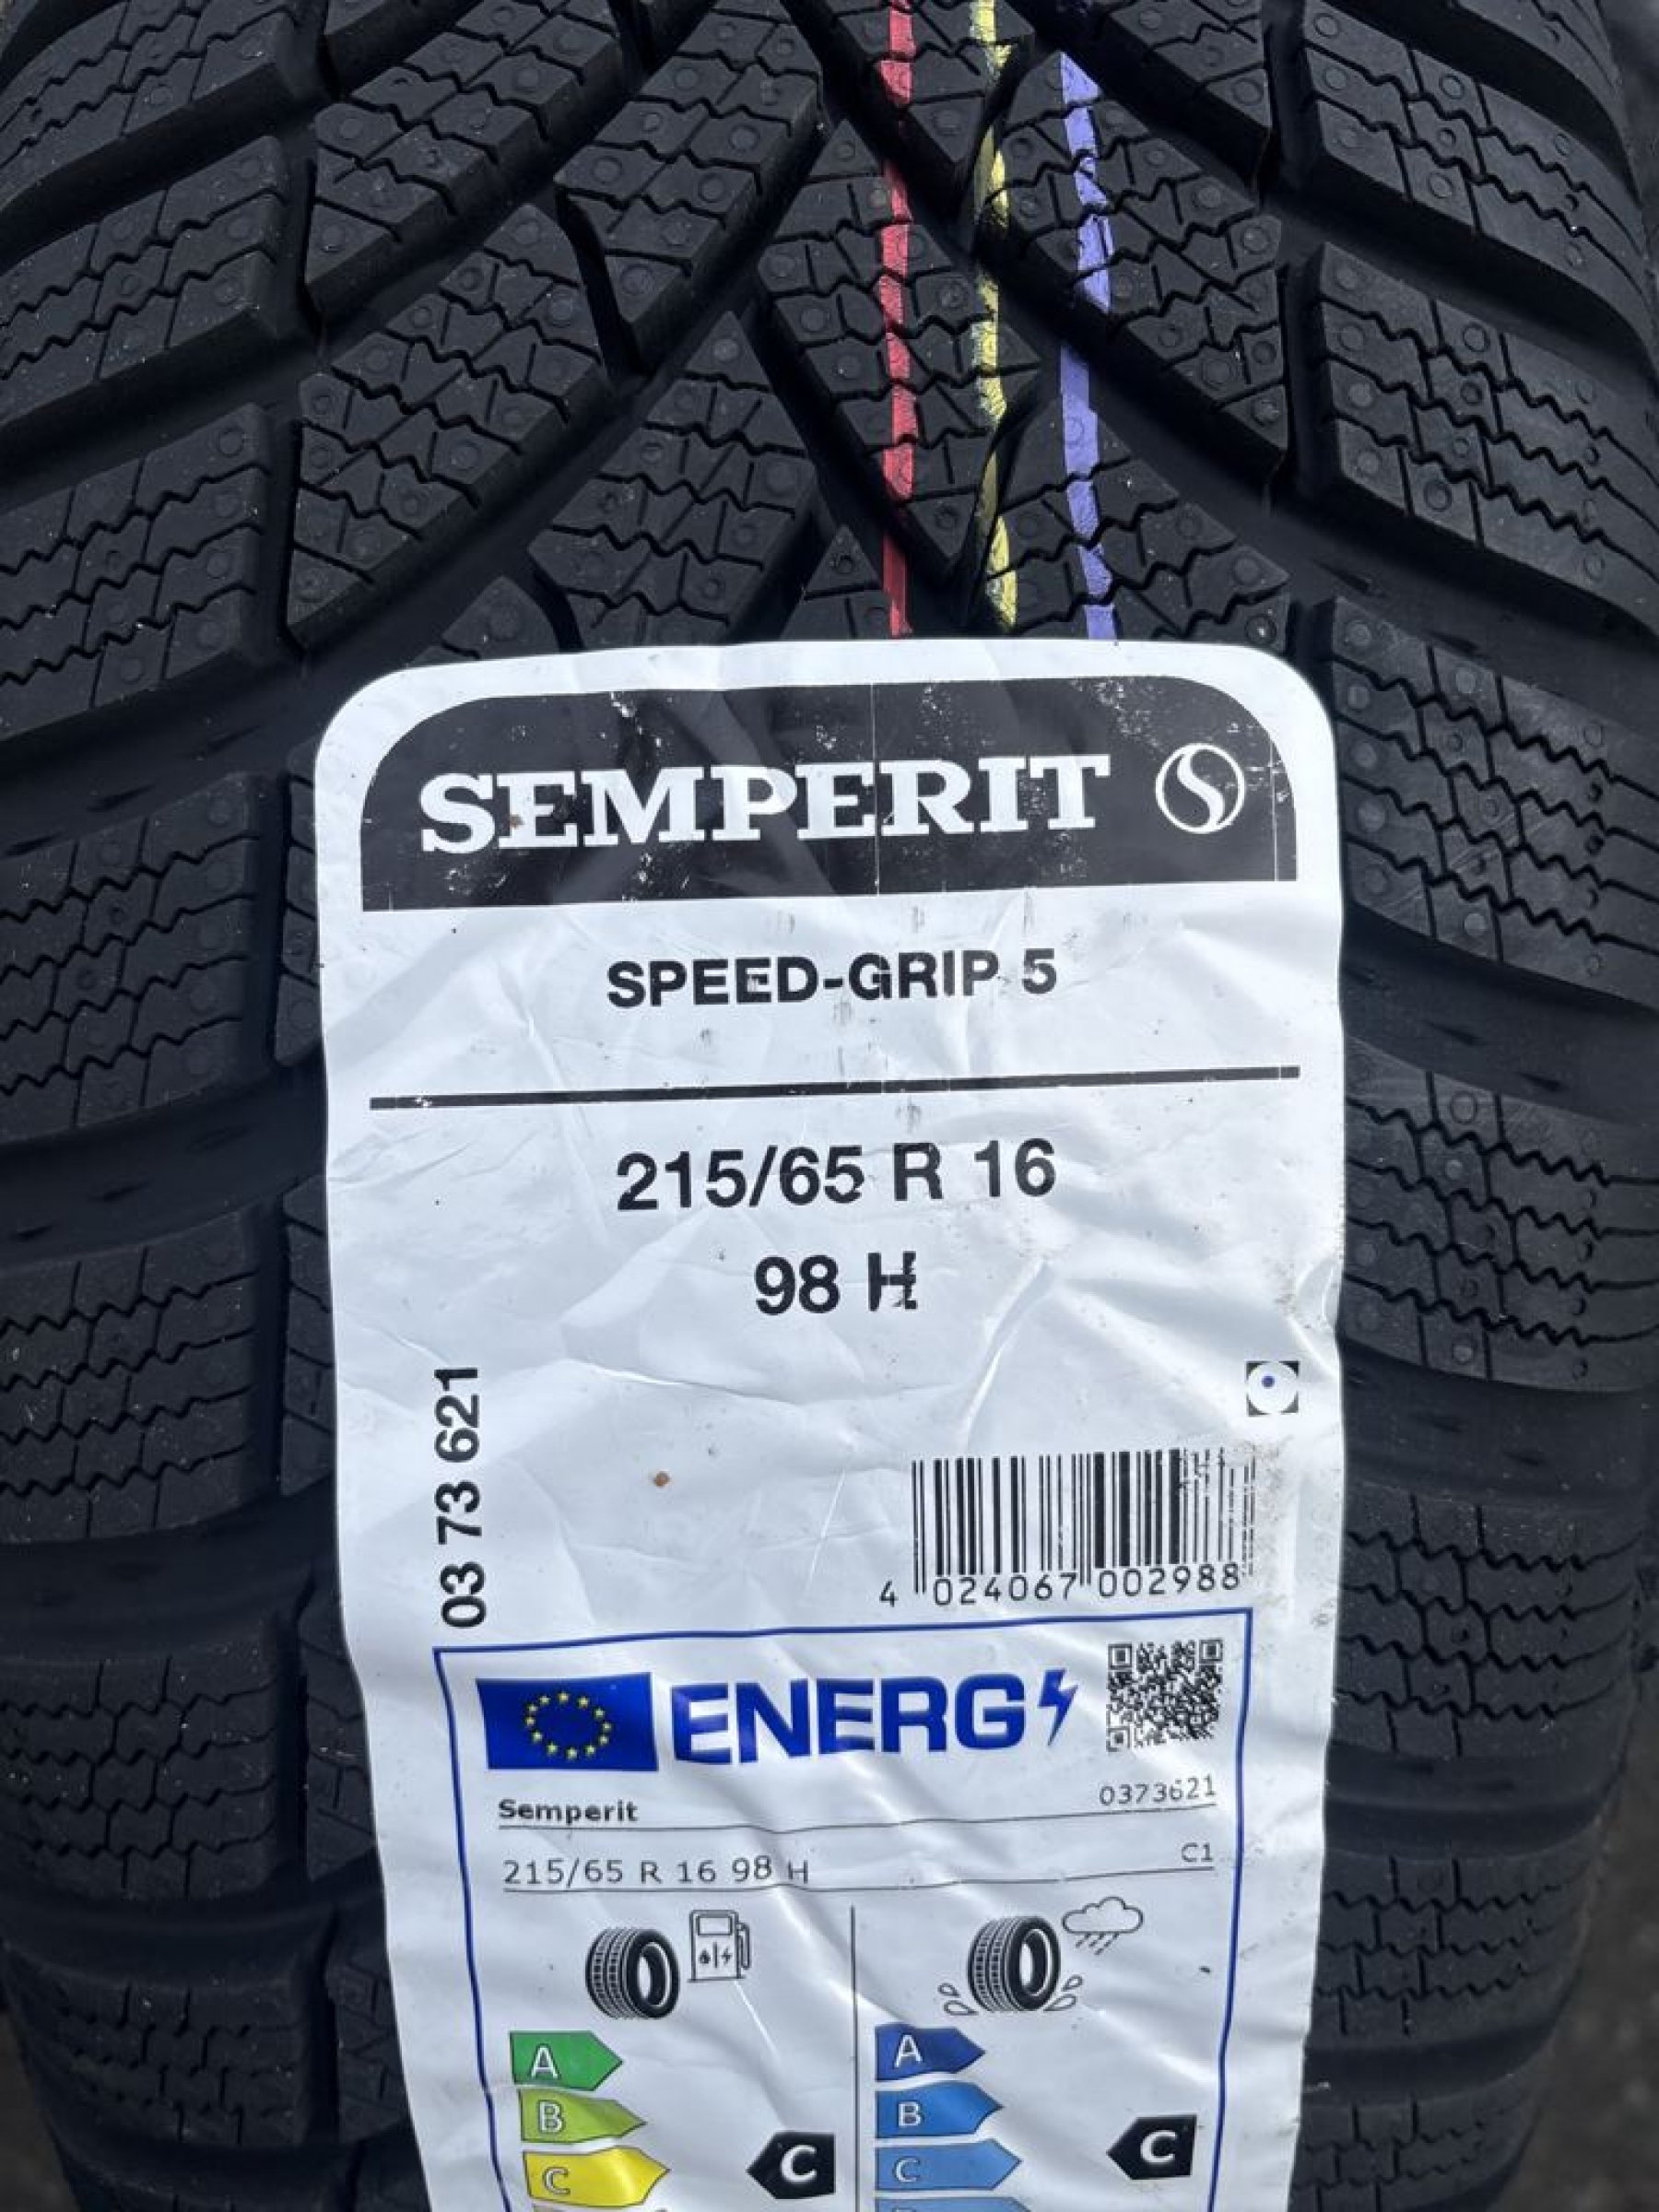 SEMPERIT
SPEED-GRIP 5
215/65 R 16
98 H
03 73 621
4 024067 002988
ENERG
Semperit
0373621
215/65 R 16 98 H
C1
A
B
C
C
A
B
C
C